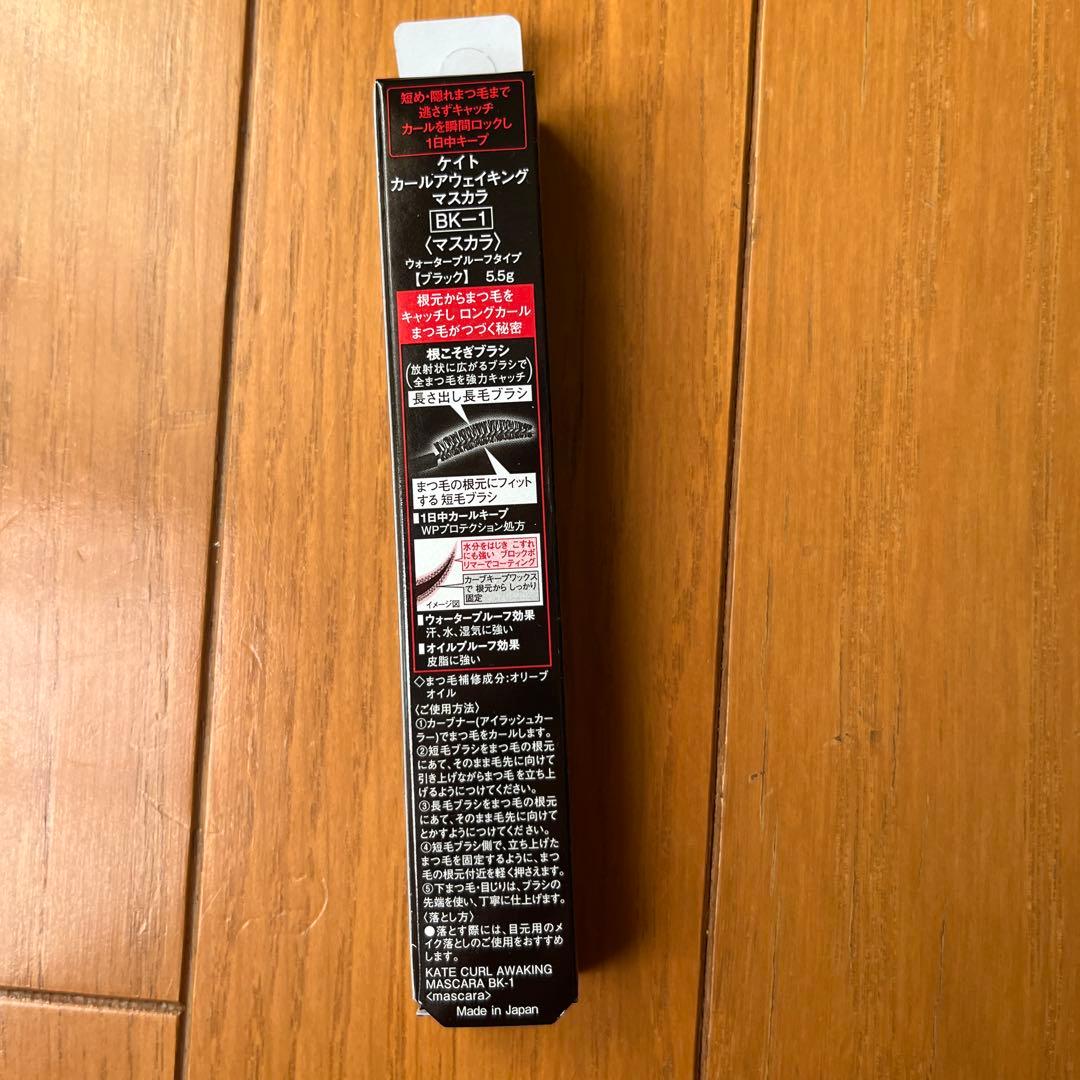 短め・隠れまつ毛まで
逃さずキャッチ
カールを瞬間ロックし
1日中キープ
ケイト
カールアウェイキング
マスカラ
BK-1
〈マスカラ〉
ウォータープルーフタイプ
【ブラック】 5.5g
根元からまつ毛を
キャッチし ロングカール
まつ毛がつづく秘密
根こそぎブラシ
(放射状に広がるブラシで
全まつ毛を強力キャッチ)
長さ出し長毛ブラシ
まつ毛の根元にフィット
する 短毛ブラシ
1日中カールキープ
WPプロテクション処方
水分をはじき こすれ
にも強い ブロックポ
リマーでコーティング
カーブキープワックス
で 根元から しっかり
固定
イメージ図
ウォータープルーフ効果
汗、水、湿気に強い
オイルプルーフ効果
皮脂に強い
◇まつ毛補修成分:オリーブ
オイル
〈ご使用方法〉
①カーブナー(アイラッシュカー
ラー)でまつ毛をカールします。
②短毛ブラシをまつ毛の根元
にあて、そのまま毛先に向けて
引き上げながらまつ毛を立ち上
げるようにつけてください。
③長毛ブラシをまつ毛の根元
にあて、そのまま毛先に向けて
とかすようにつけてください。
④短毛ブラシ側で、立ち上げた
まつ毛を固定するように、まつ
毛の根元付近を軽く押さえます。
⑤下まつ毛・目じりは、ブラシの
先端を使い、丁寧に仕上げます。
〈落とし方〉
●落とす際には、目元用のメ
イク落としのご使用をおすすめ
します。
KATE CURL AWAKING
MASCARA BK-1
<mascara>
Made in Japan